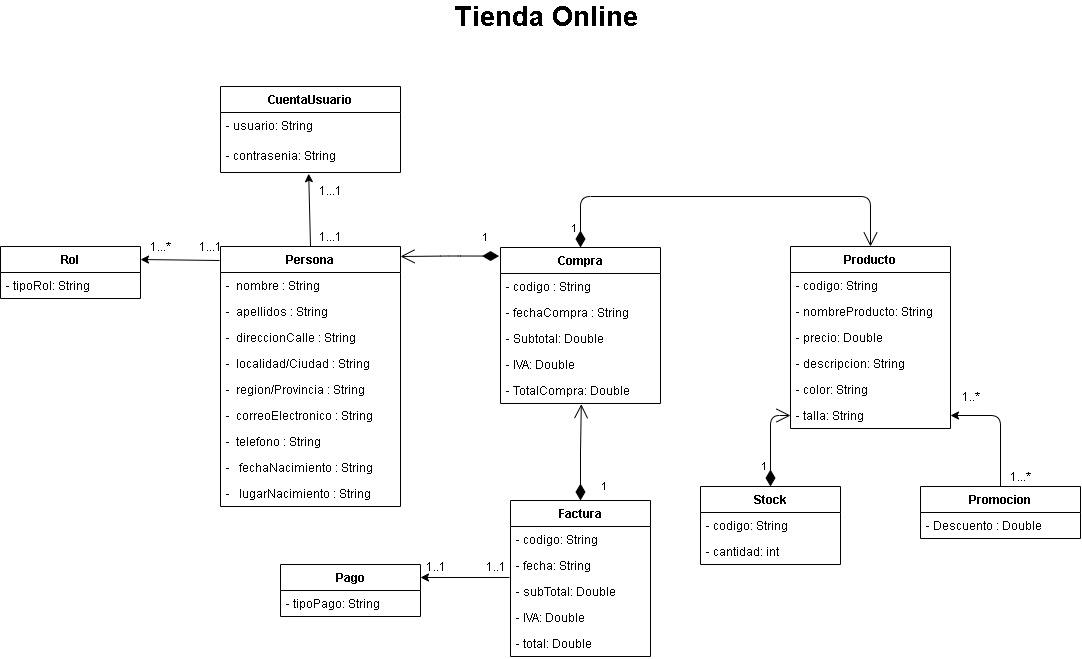 Tienda Online
CuentaUsuario
- usuario: String
- contrasenia: String
1...1
1...1
Rol
- tipoRol: String
1...*
1...1
Persona
- nombre : String
- apellidos : String
- direccionCalle : String
- localidad/Ciudad : String
- region/Provincia : String
- correoElectronico : String
- telefono : String
- fechaNacimiento : String
- lugarNacimiento : String
1
1
Compra
- codigo : String
- fechaCompra : String
- Subtotal: Double
- IVA: Double
- TotalCompra: Double
Producto
- codigo: String
- nombreProducto: String
- precio: Double
- descripcion: String
- color: String
- talla: String
1..*
1
1...*
Stock
- codigo: String
- cantidad: int
Promocion
- Descuento : Double
1
Factura
- codigo: String
- fecha: String
- subTotal: Double
- IVA: Double
- total: Double
1..1
1..1
Pago
- tipoPago: String